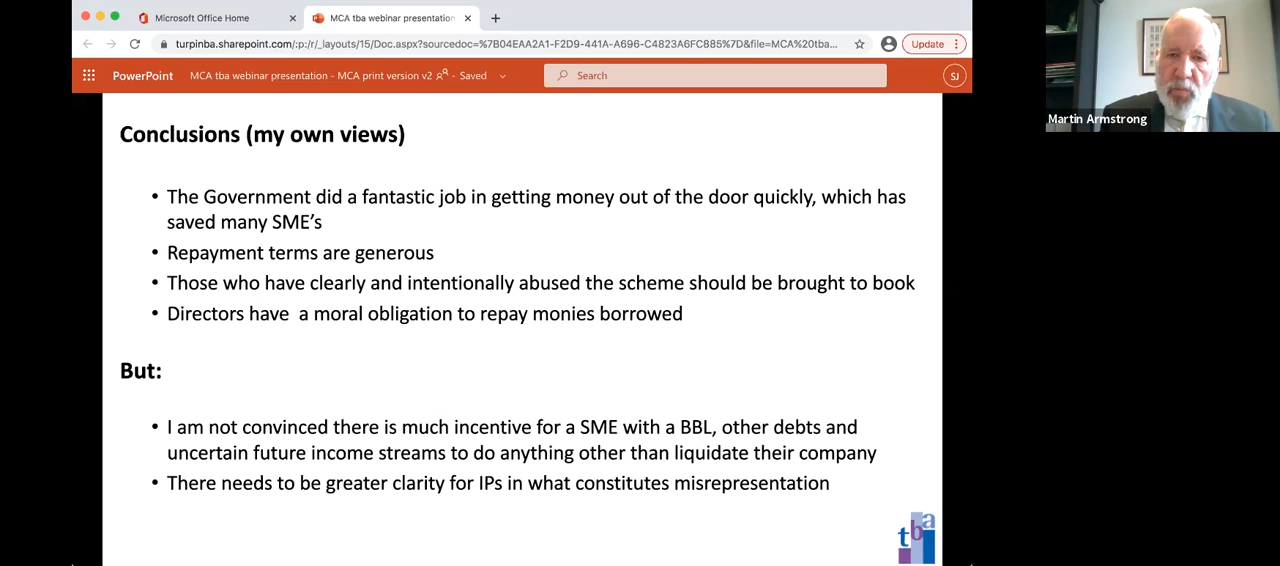 Microsoft Office Home
MCA tba webinar presentation
turpinba.sharepoint.com/:p:/r/_layouts/15/Doc.aspx?sourcedoc=%7B04EAA2A1-F2D9-441A-A696-C4823A6FC885%7D&file=MCA%20tba...
Update
PowerPoint MCA tba webinar presentation - MCA print version v2 - Saved
Search
SJ
Martin Armstrong
Conclusions (my own views)
• The Government did a fantastic job in getting money out of the door quickly, which has
saved many SME's
• Repayment terms are generous
• Those who have clearly and intentionally abused the scheme should be brought to book
• Directors have a moral obligation to repay monies borrowed
But:
• I am not convinced there is much incentive for a SME with a BBL, other debts and
uncertain future income streams to do anything other than liquidate their company
• There needs to be greater clarity for IPs in what constitutes misrepresentation
tba